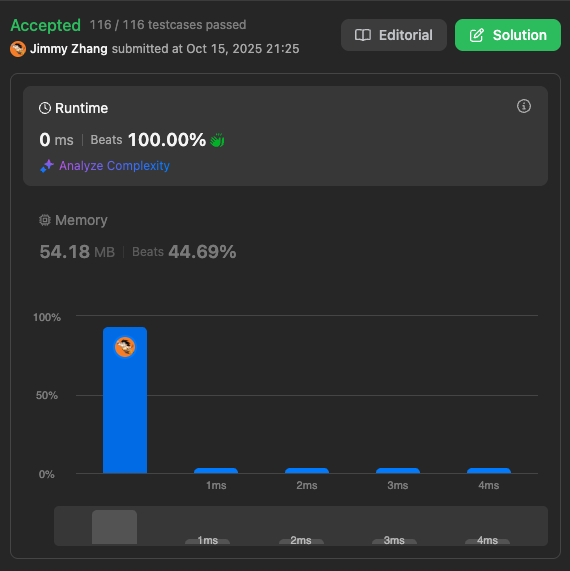 Accepted 116 / 116 testcases passed
Editorial
Solution
Jimmy Zhang submitted at Oct 15, 2025 21:25
Runtime
0 ms | Beats 100.00%
Analyze Complexity
Memory
54.18 MB | Beats 44.69%
100%
50%
0%
1ms 2ms 3ms 4ms
1ms 2ms 3ms 4ms